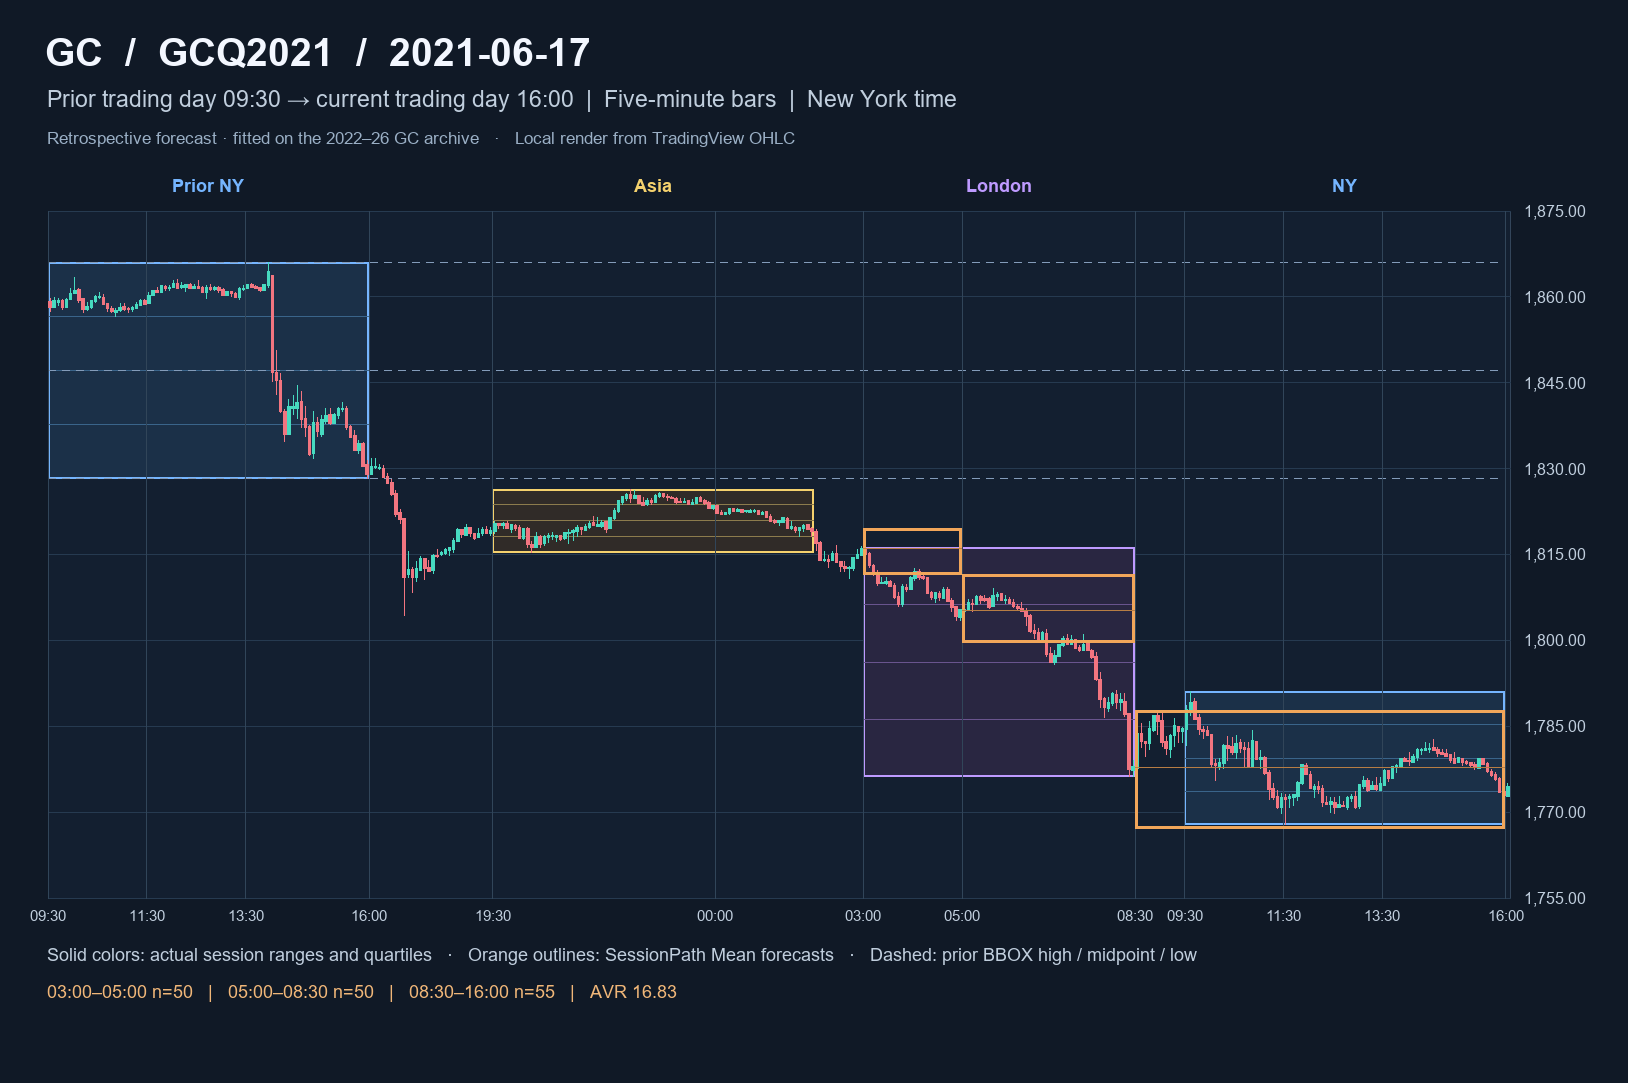 GC / GCQ2021 / 2021-06-17
Prior trading day 09:30 → current trading day 16:00 | Five-minute bars | New York time
Retrospective forecast · fitted on the 2022–26 GC archive · Local render from TradingView OHLC
Prior NY Asia London NY
1,875.00
1,860.00
1,845.00
1,830.00
1,815.00
1,800.00
1,785.00
1,770.00
1,755.00
09:30 11:30 13:30 16:00 19:30 00:00 03:00 05:00 08:30 09:30 11:30 13:30 16:00
Solid colors: actual session ranges and quartiles · Orange outlines: SessionPath Mean forecasts · Dashed: prior BBOX high / midpoint / low
03:00–05:00 n=50 | 05:00–08:30 n=50 | 08:30–16:00 n=55 | AVR 16.83